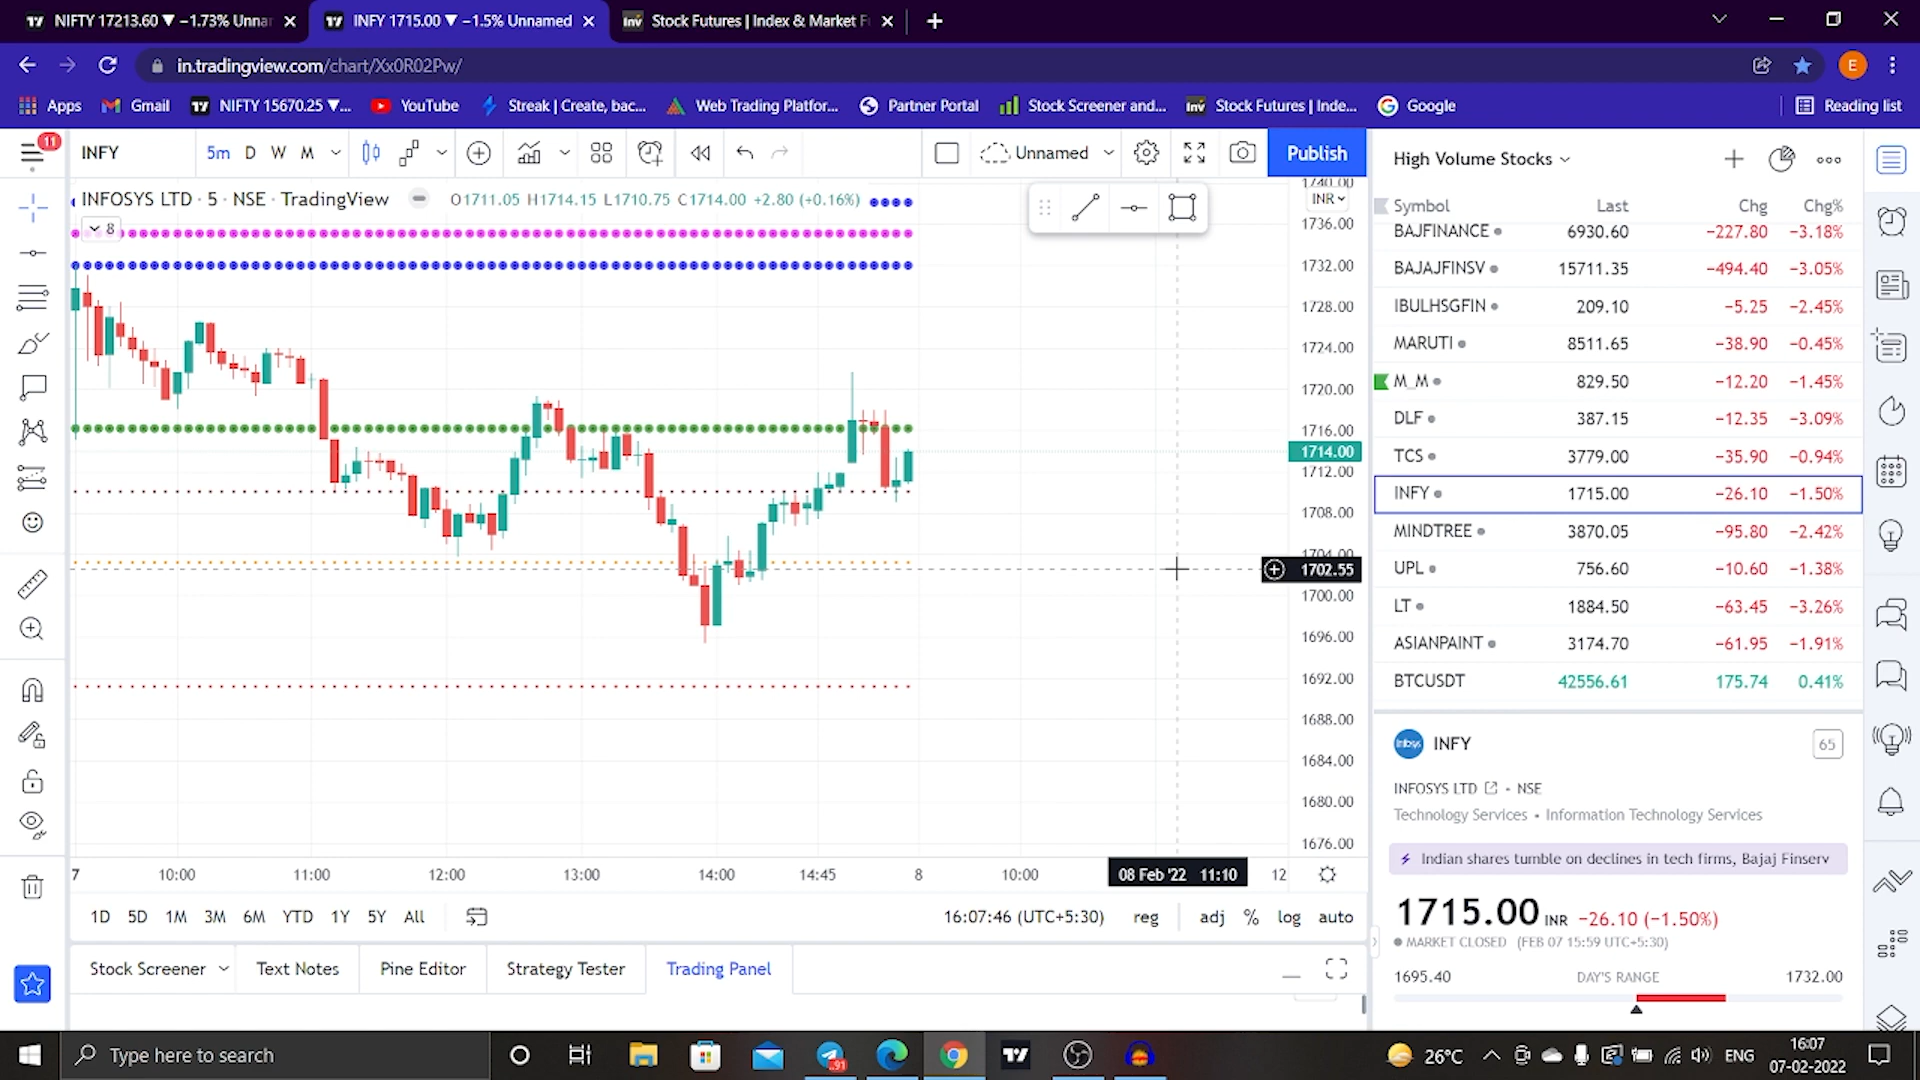 NIFTY 17213.60 ▼ −1.73% Unnar
INFY 1715.00 ▼ −1.5% Unnamed
Inv Stock Futures | Index & Market F
in.tradingview.com/chart/Xx0R02Pw/
E
Apps
Gmail
NIFTY 15670.25 ▼...
YouTube
Streak | Create, bac...
Web Trading Platfor...
Partner Portal
Stock Screener and...
Inv Stock Futures | Inde...
Google
Reading list
11
INFY
5m D W M
Unnamed
Publish
High Volume Stocks
INFOSYS LTD · 5 · NSE · TradingView
O1711.05 H1714.15 L1710.75 C1714.00 +2.80 (+0.16%)
8
INR
1740.00
1736.00
1732.00
1728.00
1724.00
1720.00
1716.00
1714.00
1712.00
1708.00
1704.00
1702.55
1700.00
1696.00
1692.00
1688.00
1684.00
1680.00
1676.00
Symbol Last Chg Chg%
BAJFINANCE 6930.60 −227.80 −3.18%
BAJAJFINSV 15711.35 −494.40 −3.05%
IBULHSGFIN 209.10 −5.25 −2.45%
MARUTI 8511.65 −38.90 −0.45%
M_M 829.50 −12.20 −1.45%
DLF 387.15 −12.35 −3.09%
TCS 3779.00 −35.90 −0.94%
INFY 1715.00 −26.10 −1.50%
MINDTREE 3870.05 −95.80 −2.42%
UPL 756.60 −10.60 −1.38%
LT 1884.50 −63.45 −3.26%
ASIANPAINT 3174.70 −61.95 −1.91%
BTCUSDT 42556.61 175.74 0.41%
Infosys INFY 65
INFOSYS LTD • NSE
Technology Services • Information Technology Services
Indian shares tumble on declines in tech firms, Bajaj Finserv
1715.00 INR −26.10 (−1.50%)
MARKET CLOSED (FEB 07 15:59 UTC+5:30)
1695.40 DAY'S RANGE 1732.00
7 10:00 11:00 12:00 13:00 14:00 14:45 8 10:00 08 Feb '22 11:10 12
1D 5D 1M 3M 6M YTD 1Y 5Y All
16:07:46 (UTC+5:30) reg adj % log auto
Stock Screener
Text Notes
Pine Editor
Strategy Tester
Trading Panel
Type here to search
91
26°C
ENG
16:07
07-02-2022